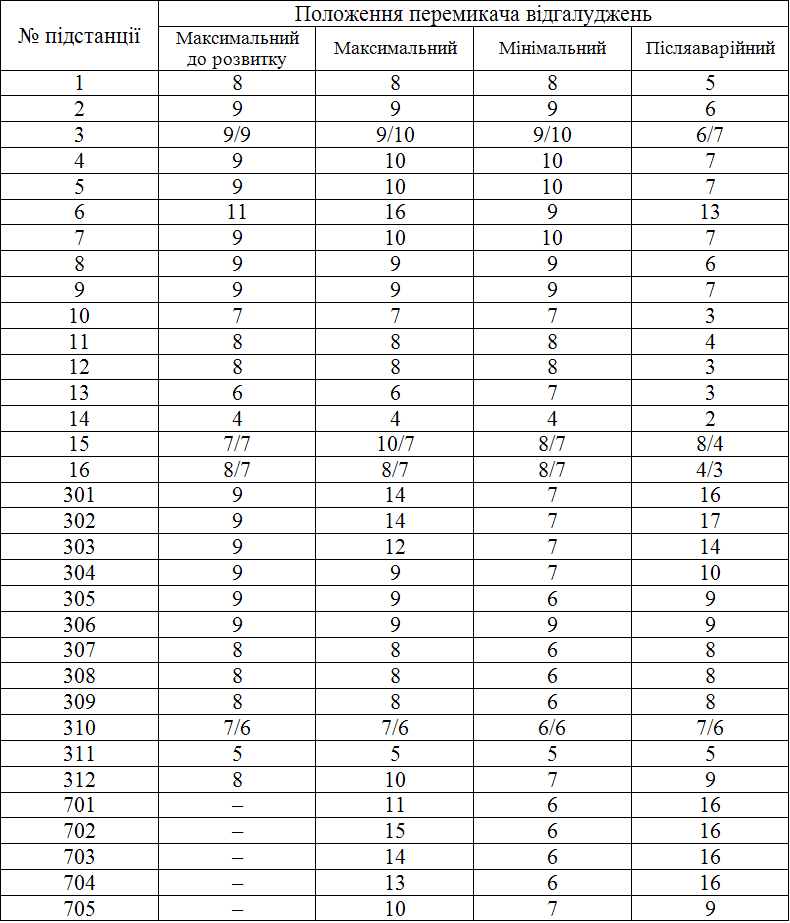 № підстанції Положення перемикача відгалуджень
Максимальний до розвитку Максимальний Мінімальний Післяаварійний
1 8 8 8 5
2 9 9 9 6
3 9/9 9/10 9/10 6/7
4 9 10 10 7
5 9 10 10 7
6 11 16 9 13
7 9 10 10 7
8 9 9 9 6
9 9 9 9 7
10 7 7 7 3
11 8 8 8 4
12 8 8 8 3
13 6 6 7 3
14 4 4 4 2
15 7/7 10/7 8/7 8/4
16 8/7 8/7 8/7 4/3
301 9 14 7 16
302 9 14 7 17
303 9 12 7 14
304 9 9 7 10
305 9 9 6 9
306 9 9 9 9
307 8 8 6 8
308 8 8 6 8
309 8 8 6 8
310 7/6 7/6 6/6 7/6
311 5 5 5 5
312 8 10 7 9
701 – 11 6 16
702 – 15 6 16
703 – 14 6 16
704 – 13 6 16
705 – 10 7 9